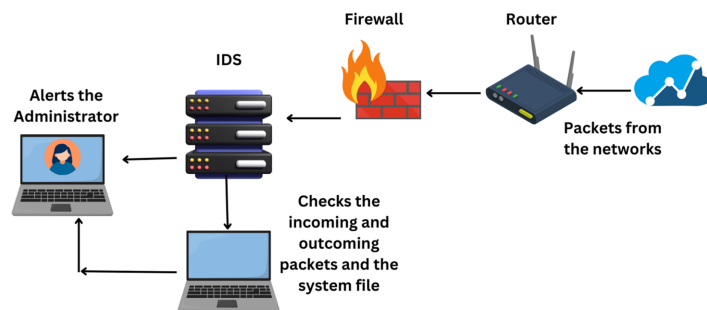 Firewall
Router
IDS
Alerts the
Administrator
Packets from
the networks
Checks the
incoming and
outcoming
packets and the
system file